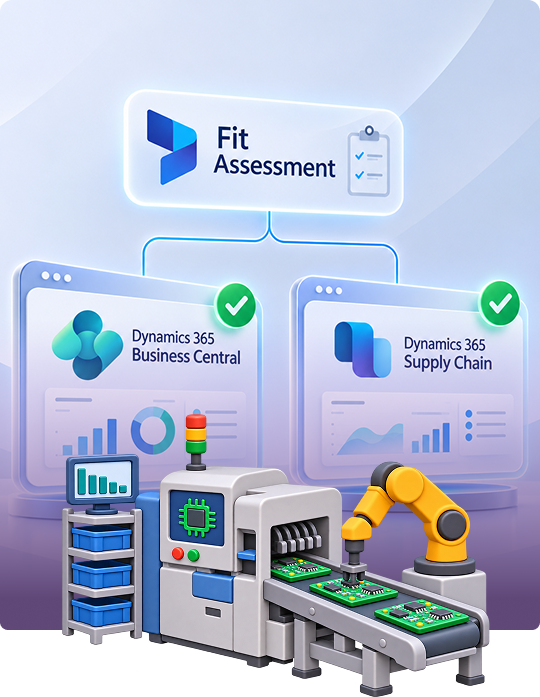 Fit
Assessment
Dynamics 365
Business Central
Dynamics 365
Supply Chain